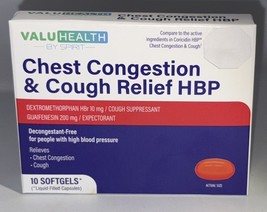 VALUHEALTH
BY SPIRIT
Compare to the active
ingredients in Coricidin HBP®
Chest Congestion & Cough*
Chest Congestion
& Cough Relief HBP
DEXTROMETHORPHAN HBr 10 mg / COUGH SUPPRESSANT
GUAIFENESIN 200 mg / EXPECTORANT
Decongestant-Free
for people with high blood pressure
Relieves
- Chest Congestion
- Cough
10 SOFTGELS*
(*Liquid Filled Capsules)
ACTUAL SIZE